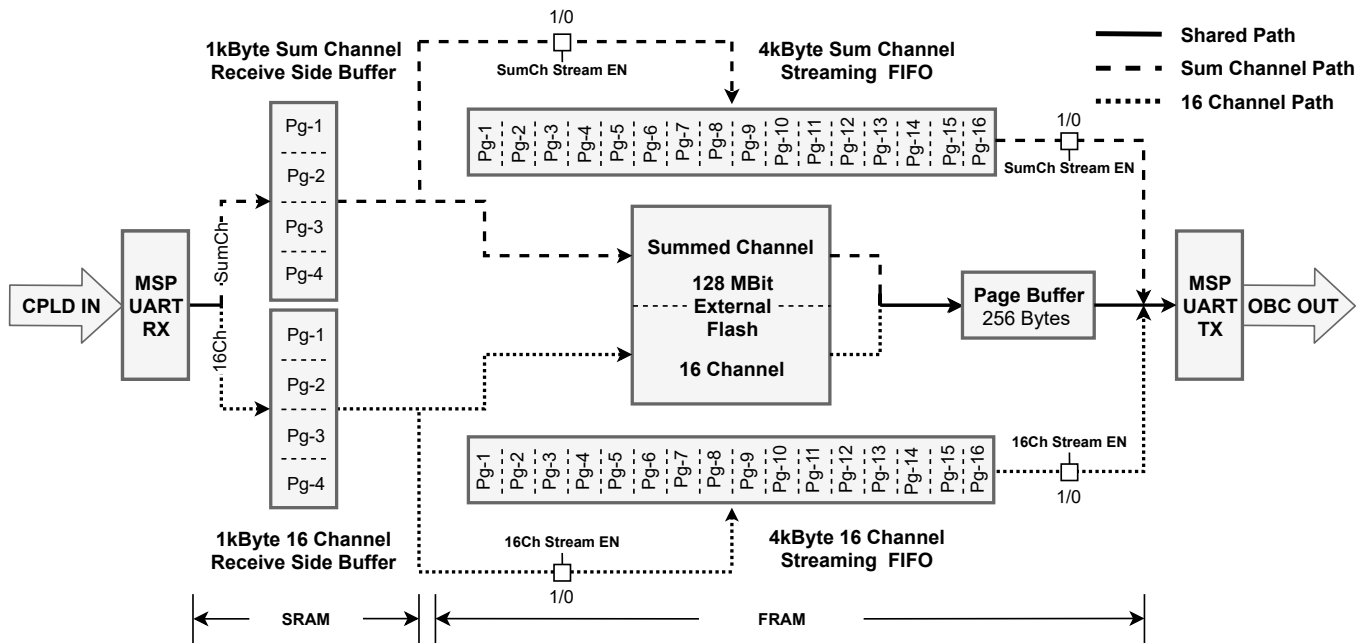 1/0
1kByte Sum Channel
Receive Side Buffer
SumCh Stream EN
4kByte Sum Channel
Streaming FIFO
Shared Path
Sum Channel Path
16 Channel Path
Pg-1
Pg-2
Pg-3
Pg-4
Pg-1
Pg-2
Pg-3
Pg-4
Pg-5
Pg-6
Pg-7
Pg-8
Pg-9
Pg-10
Pg-11
Pg-12
Pg-13
Pg-14
Pg-15
Pg-16
1/0
SumCh Stream EN
CPLD IN
MSP
UART
RX
SumCh
16Ch
Summed Channel
128 MBit
External
Flash
16 Channel
Page Buffer
256 Bytes
MSP
UART
TX
OBC OUT
Pg-1
Pg-2
Pg-3
Pg-4
Pg-1
Pg-2
Pg-3
Pg-4
Pg-5
Pg-6
Pg-7
Pg-8
Pg-9
Pg-10
Pg-11
Pg-12
Pg-13
Pg-14
Pg-15
Pg-16
16Ch Stream EN
1/0
1kByte 16 Channel
Receive Side Buffer
16Ch Stream EN
1/0
4kByte 16 Channel
Streaming FIFO
SRAM
FRAM